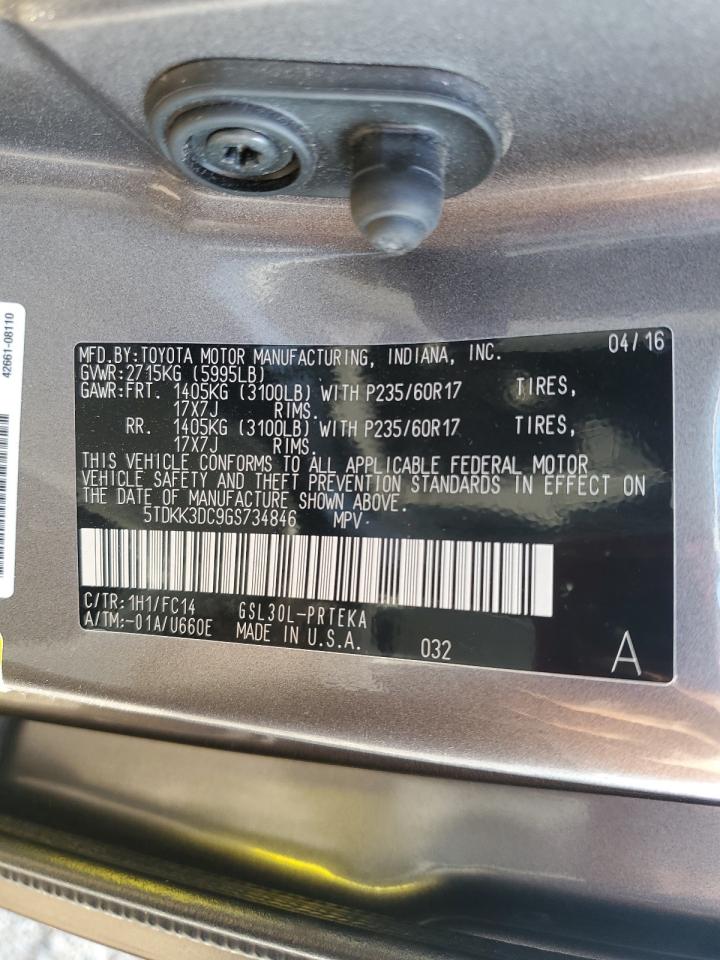 42661-08110
MFD.BY:TOYOTA MOTOR MANUFACTURING, INDIANA, INC. 04/16
GVWR:2715KG (5995LB)
GAWR:FRT. 1405KG (3100LB) WITH P235/60R17 TIRES,
17X7J RIMS.
RR. 1405KG (3100LB) WITH P235/60R17 TIRES,
17X7J RIMS.
THIS VEHICLE CONFORMS TO ALL APPLICABLE FEDERAL MOTOR
VEHICLE SAFETY AND THEFT PREVENTION STANDARDS IN EFFECT ON
THE DATE OF MANUFACTURE SHOWN ABOVE.
5TDKK3DC9GS734846 MPV
C/TR:1H1/FC14 GSL30L-PRTEKA
A/TM:-01A/U660E MADE IN U.S.A. 032 A